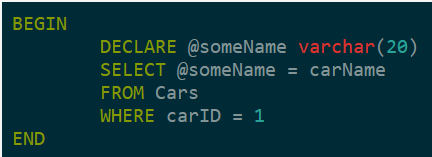 BEGIN
DECLARE @someName varchar(20)
SELECT @someName = carName
FROM Cars
WHERE carID = 1
END